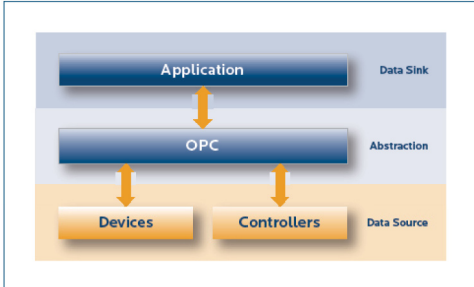 Application
Data Sink
OPC
Abstraction
Devices
Controllers
Data Source